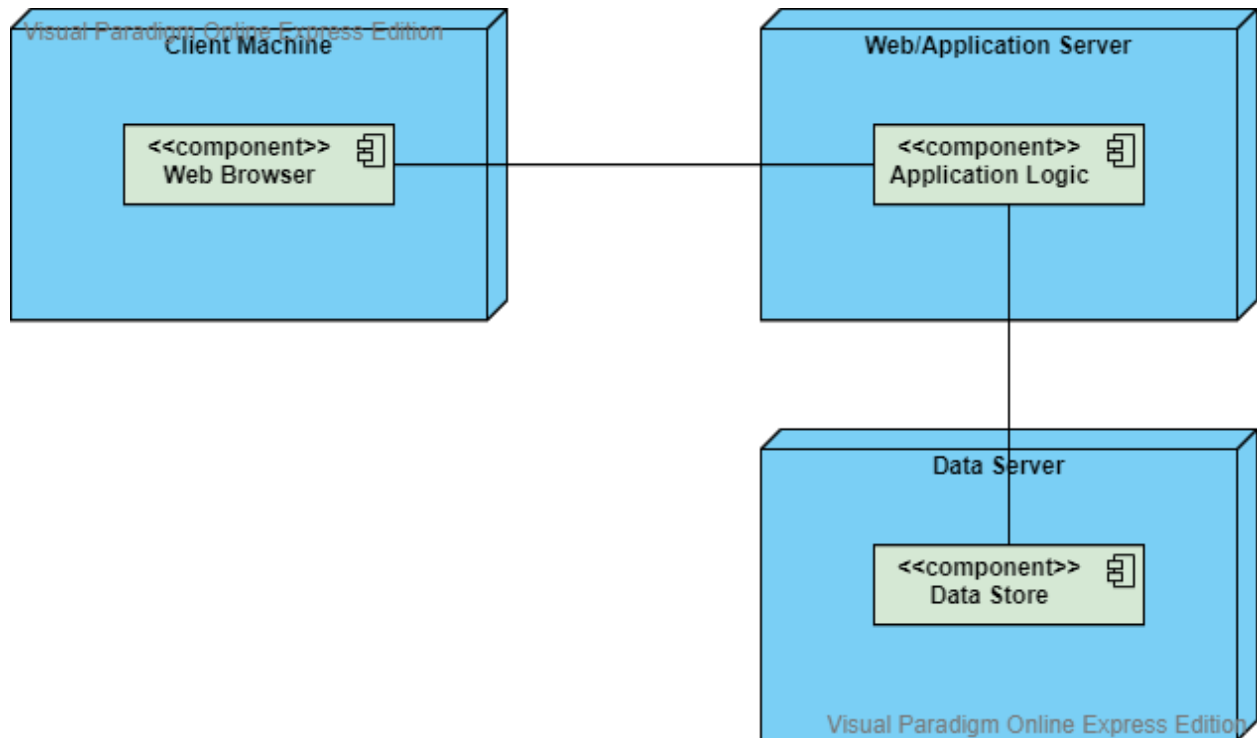 Visual Paradigm Online Express Edition
Client Machine
<<component>>
Web Browser
Web/Application Server
<<component>>
Application Logic
Data Server
<<component>>
Data Store
Visual Paradigm Online Express Edition